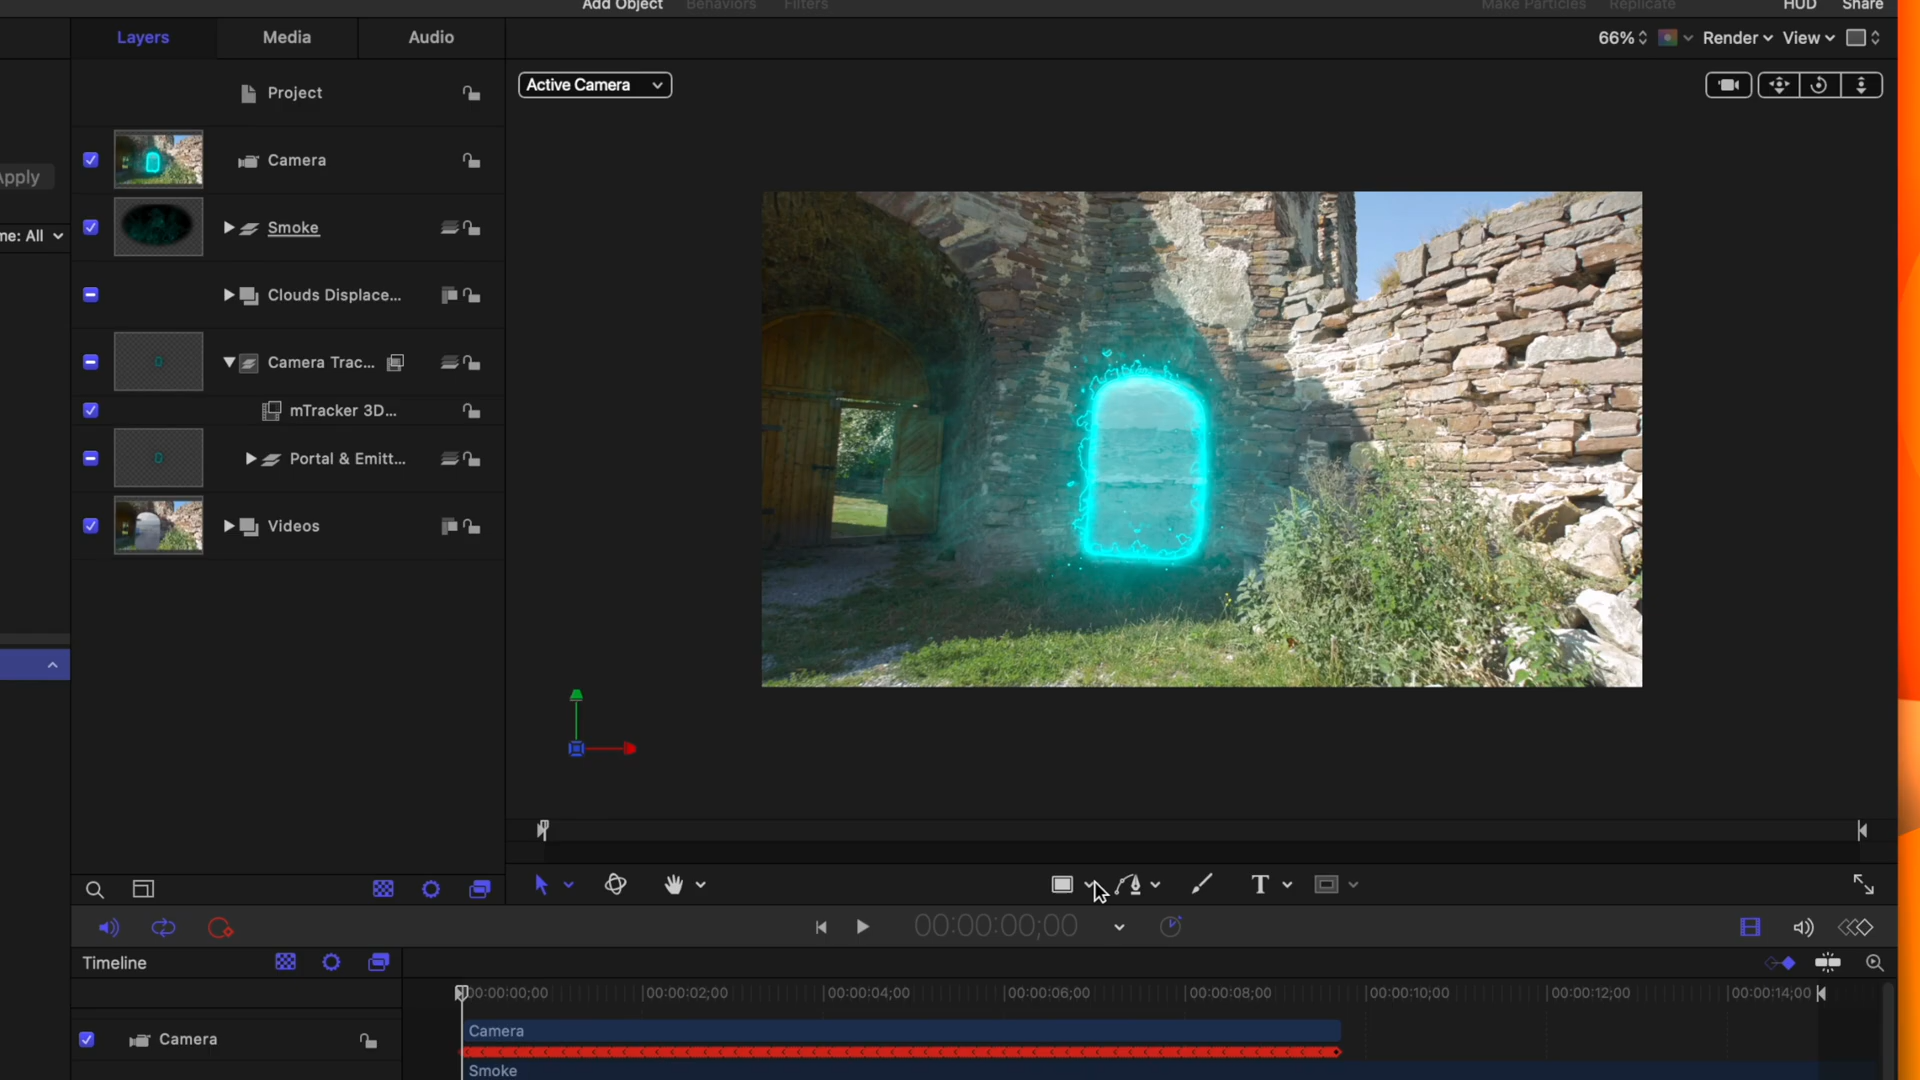 Add Object
Behaviors
Filters
Make Particles
Replicate
HUD
Share
Layers
Media
Audio
66%
Render
View
Project
Active Camera
Camera
Apply
Smoke
me: All
Clouds Displace...
Camera Trac...
mTracker 3D...
Portal & Emitt...
Videos
T
00:00:00;00
Timeline
00:00:00;00
00:00:02;00
00:00:04;00
00:00:06;00
00:00:08;00
00:00:10;00
00:00:12;00
00:00:14;00
Camera
Camera
Smoke